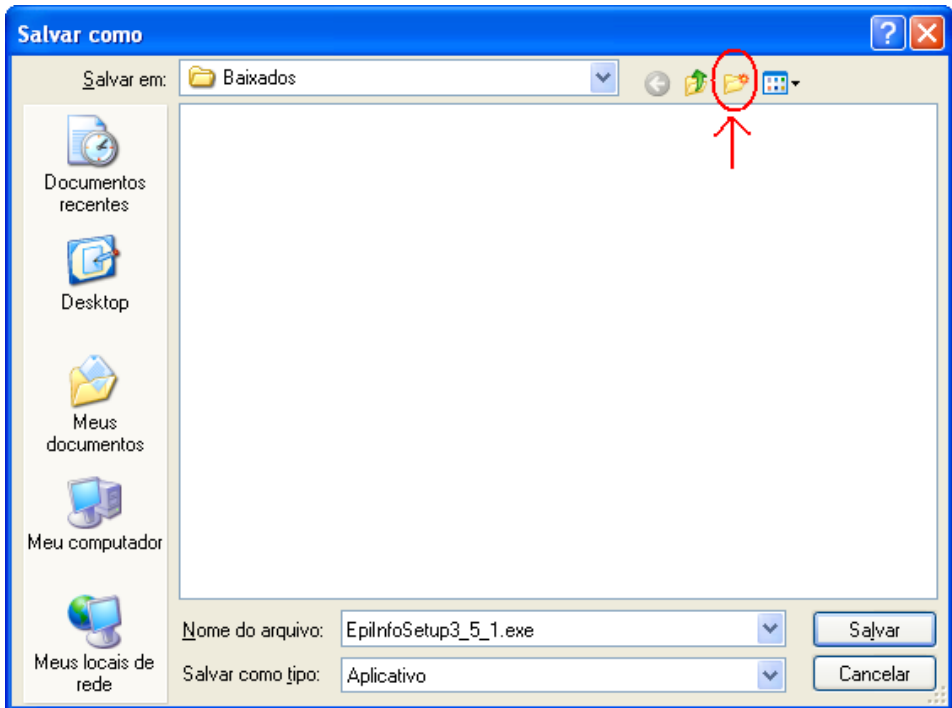 Salvar como
Salvar em:
Baixados
Documentos
recentes
Desktop
Meus
documentos
Meu computador
Meus locais de
rede
Nome do arquivo:
EpiInfoSetup3_5_1.exe
Salvar
Salvar como tipo:
Aplicativo
Cancelar